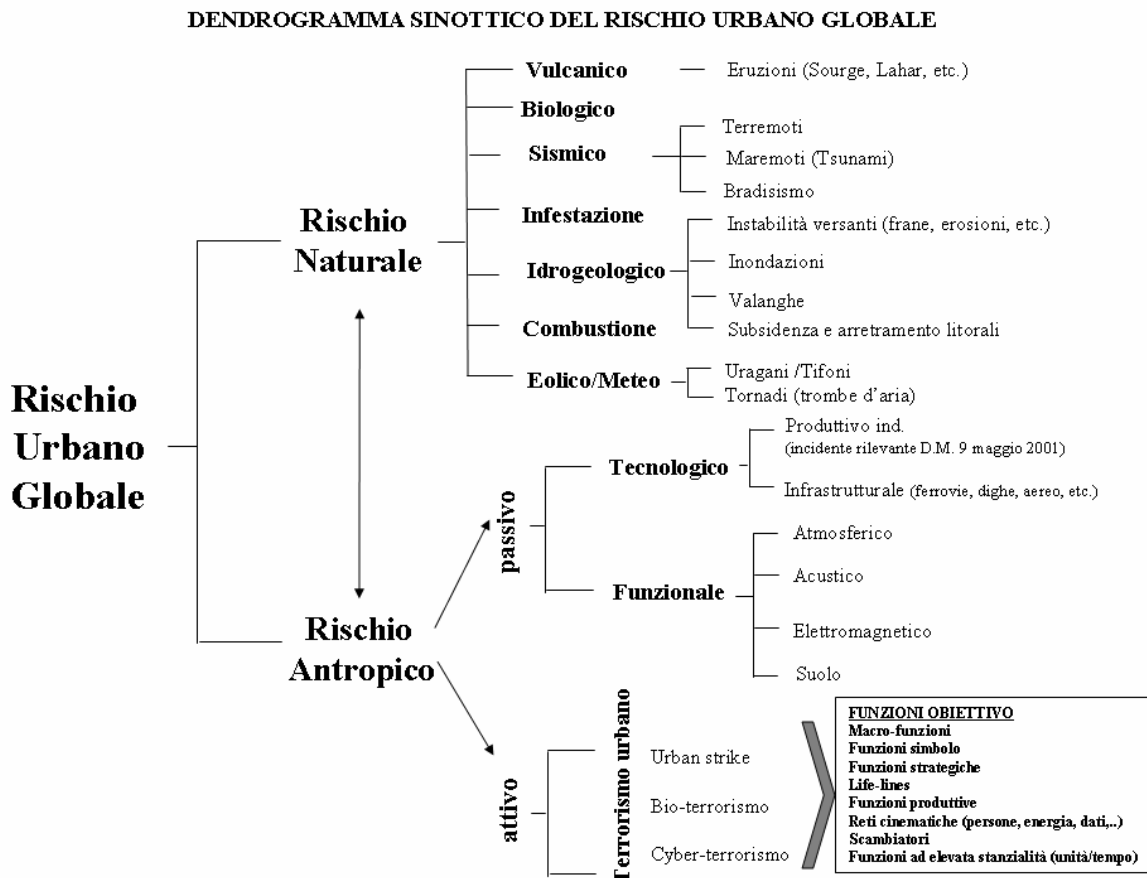 DENDROGRAMMA SINOTTICO DEL RISCHIO URBANO GLOBALE
Rischio
Urbano
Globale
Rischio
Naturale
Vulcanico
Eruzioni (Sourge, Lahar, etc.)
Biologico
Sismico
Terremoti
Maremoti (Tsunami)
Bradisismo
Infestazione
Idrogeologico
Instabilità versanti (frane, erosioni, etc.)
Inondazioni
Valanghe
Subsidenza e arretramento litorali
Combustione
Eolico/Meteo
Uragani /Tifoni
Tornadi (trombe d'aria)
Rischio
Antropico
passivo
Tecnologico
Produttivo ind.
(incidente rilevante D.M. 9 maggio 2001)
Infrastrutturale (ferrovie, dighe, aereo, etc.)
Funzionale
Atmosferico
Acustico
Elettromagnetico
Suolo
attivo
Terrorismo urbano
Urban strike
Bio-terrorismo
Cyber-terrorismo
FUNZIONI OBIETTIVO
Macro-funzioni
Funzioni simbolo
Funzioni strategiche
Life-lines
Funzioni produttive
Reti cinematiche (persone, energia, dati,..)
Scambiatori
Funzioni ad elevata stanzialità (unità/tempo)